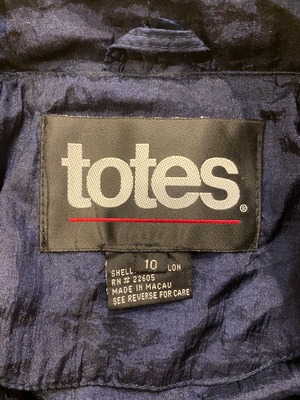 totes®
10
SHELL LON
RN# 22605
MADE IN MACAU
SEE REVERSE FOR CARE